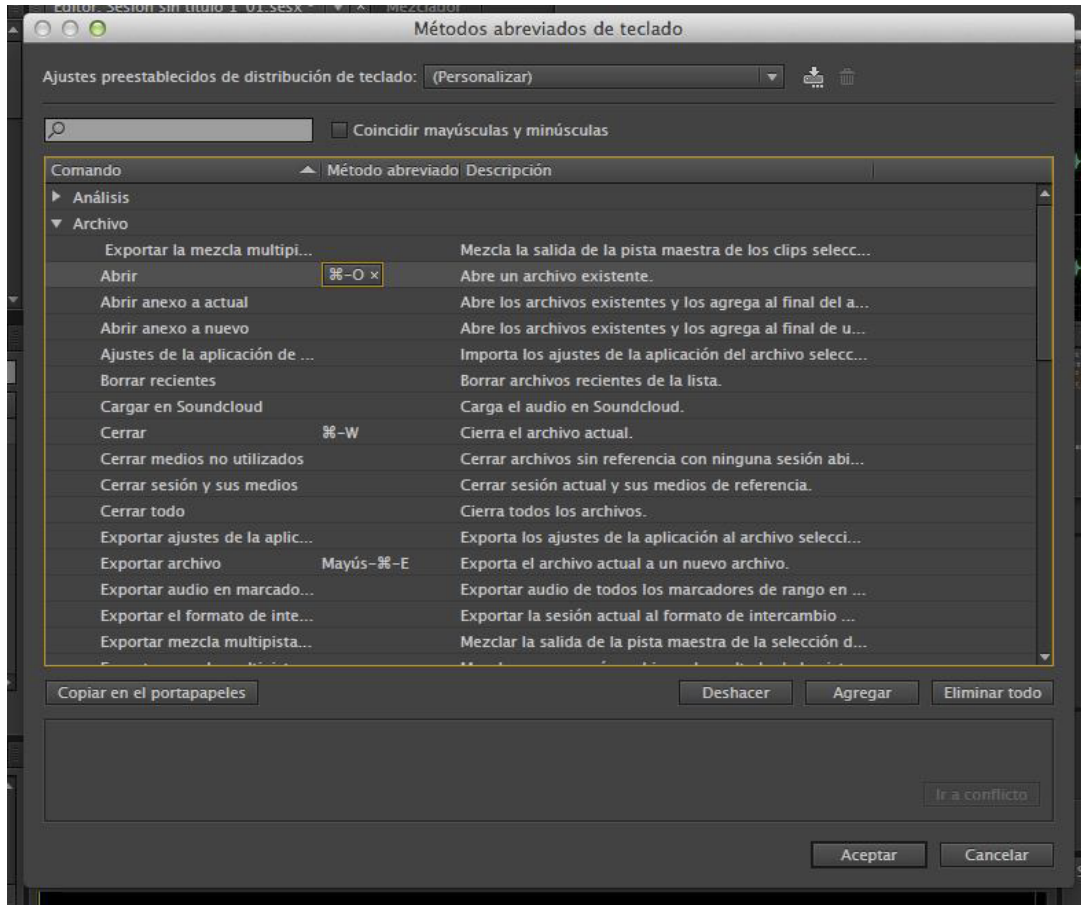 Editor: Sesión sin título 1_01.sesx * Mezclador
Métodos abreviados de teclado
Ajustes preestablecidos de distribución de teclado: (Personalizar)
Coincidir mayúsculas y minúsculas
Comando Método abreviado Descripción
Análisis
Archivo
Exportar la mezcla multipi... Mezcla la salida de la pista maestra de los clips selecc...
Abrir ⌘-O × Abre un archivo existente.
Abrir anexo a actual Abre los archivos existentes y los agrega al final del a...
Abrir anexo a nuevo Abre los archivos existentes y los agrega al final de u...
Ajustes de la aplicación de ... Importa los ajustes de la aplicación del archivo selecc...
Borrar recientes Borrar archivos recientes de la lista.
Cargar en Soundcloud Carga el audio en Soundcloud.
Cerrar ⌘-W Cierra el archivo actual.
Cerrar medios no utilizados Cerrar archivos sin referencia con ninguna sesión abi...
Cerrar sesión y sus medios Cerrar sesión actual y sus medios de referencia.
Cerrar todo Cierra todos los archivos.
Exportar ajustes de la aplic... Exporta los ajustes de la aplicación al archivo selecci...
Exportar archivo Mayús-⌘-E Exporta el archivo actual a un nuevo archivo.
Exportar audio en marcado... Exportar audio de todos los marcadores de rango en ...
Exportar el formato de inte... Exportar la sesión actual al formato de intercambio ...
Exportar mezcla multipista... Mezclar la salida de la pista maestra de la selección d...
Copiar en el portapapeles Deshacer Agregar Eliminar todo
Ir a conflicto
Aceptar Cancelar